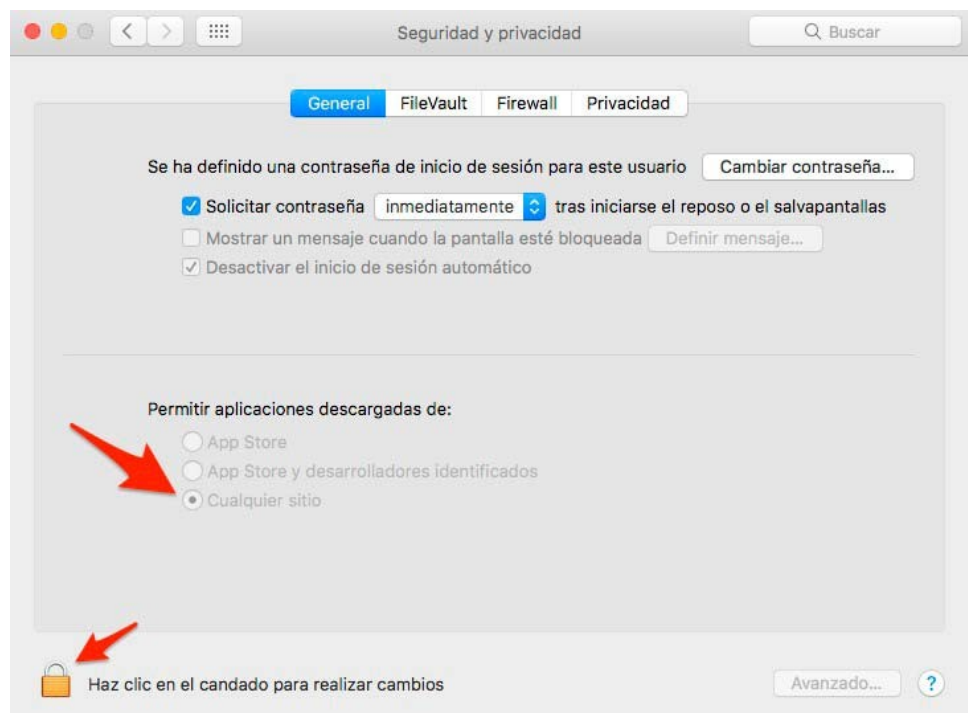 Seguridad y privacidad
Buscar
General FileVault Firewall Privacidad
Se ha definido una contraseña de inicio de sesión para este usuario Cambiar contraseña...
Solicitar contraseña inmediatamente tras iniciarse el reposo o el salvapantallas
Mostrar un mensaje cuando la pantalla esté bloqueada Definir mensaje...
Desactivar el inicio de sesión automático
Permitir aplicaciones descargadas de:
App Store
App Store y desarrolladores identificados
Cualquier sitio
Haz clic en el candado para realizar cambios
Avanzado... ?